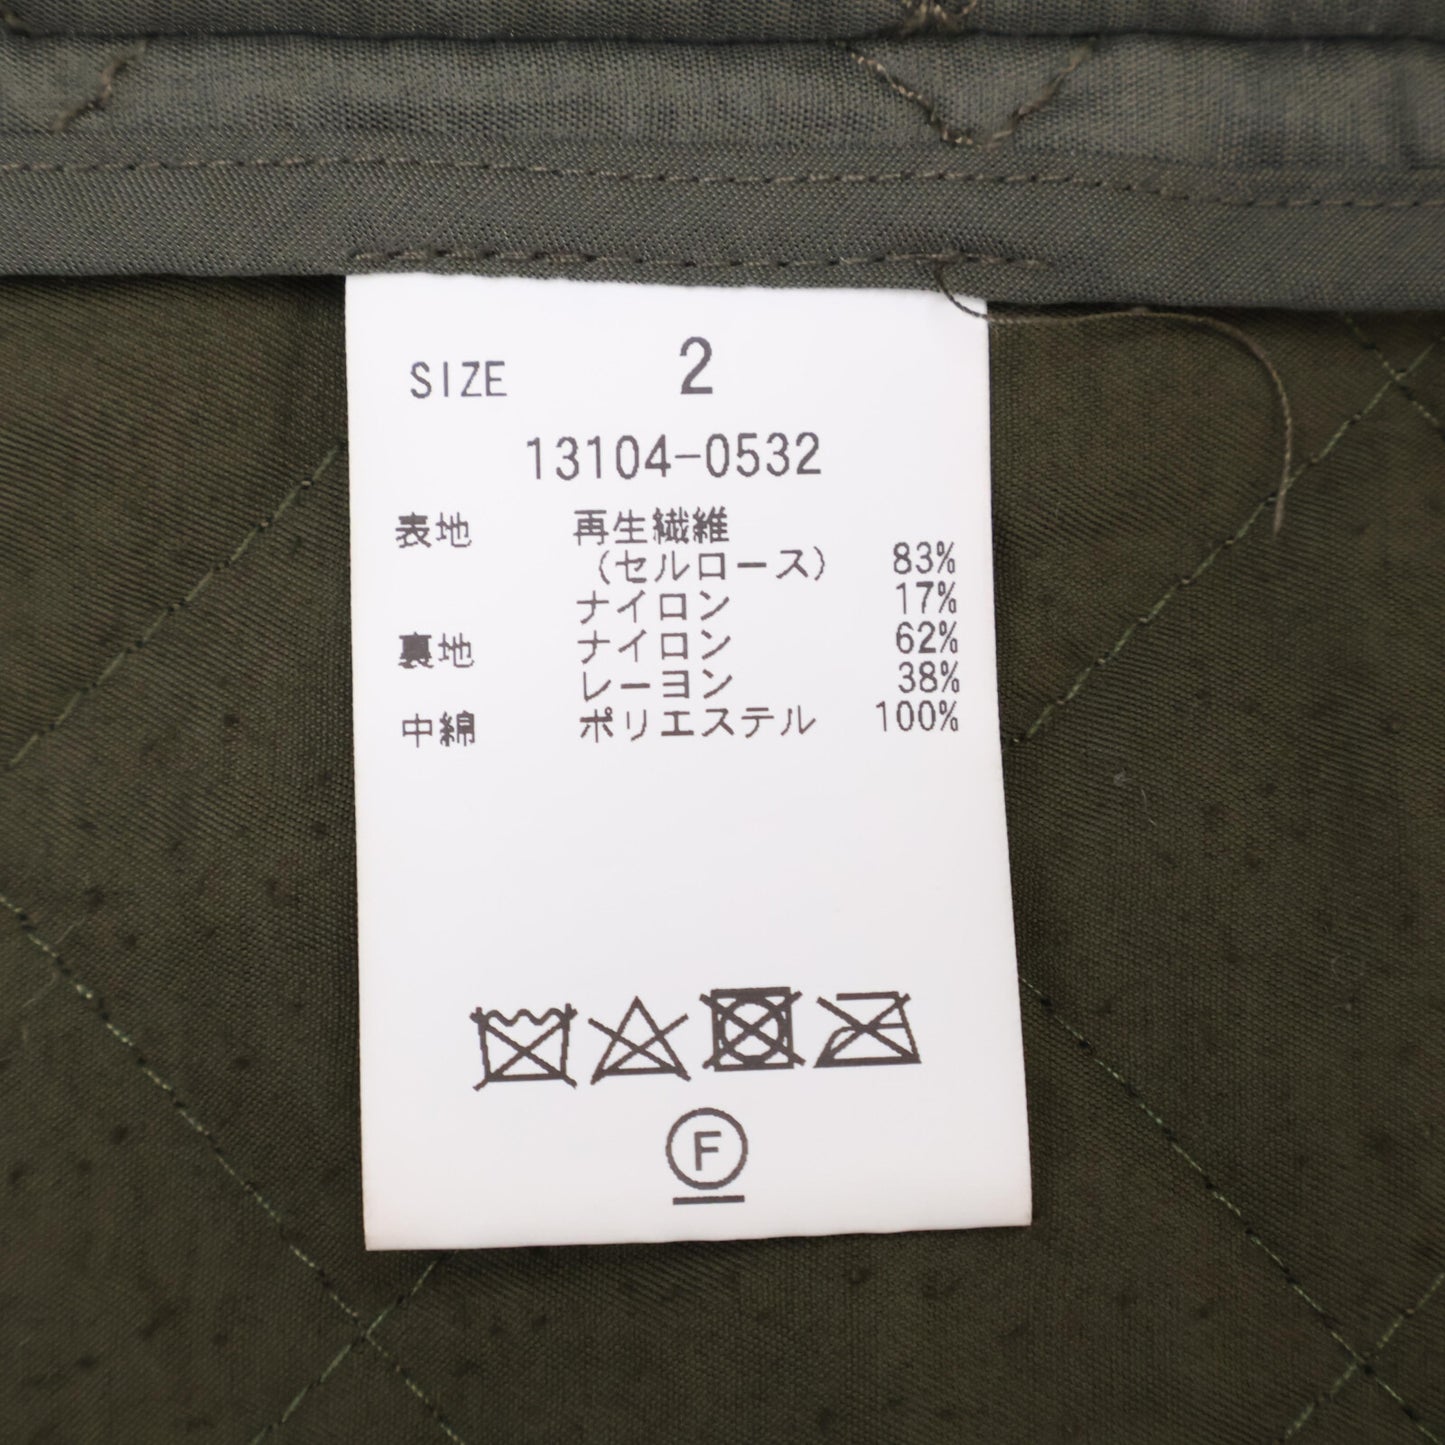 SIZE 2
13104-0532
表地 再生繊維
(セルロース) 83%
ナイロン 17%
裏地 ナイロン 62%
レーヨン 38%
中綿 ポリエステル 100%
F